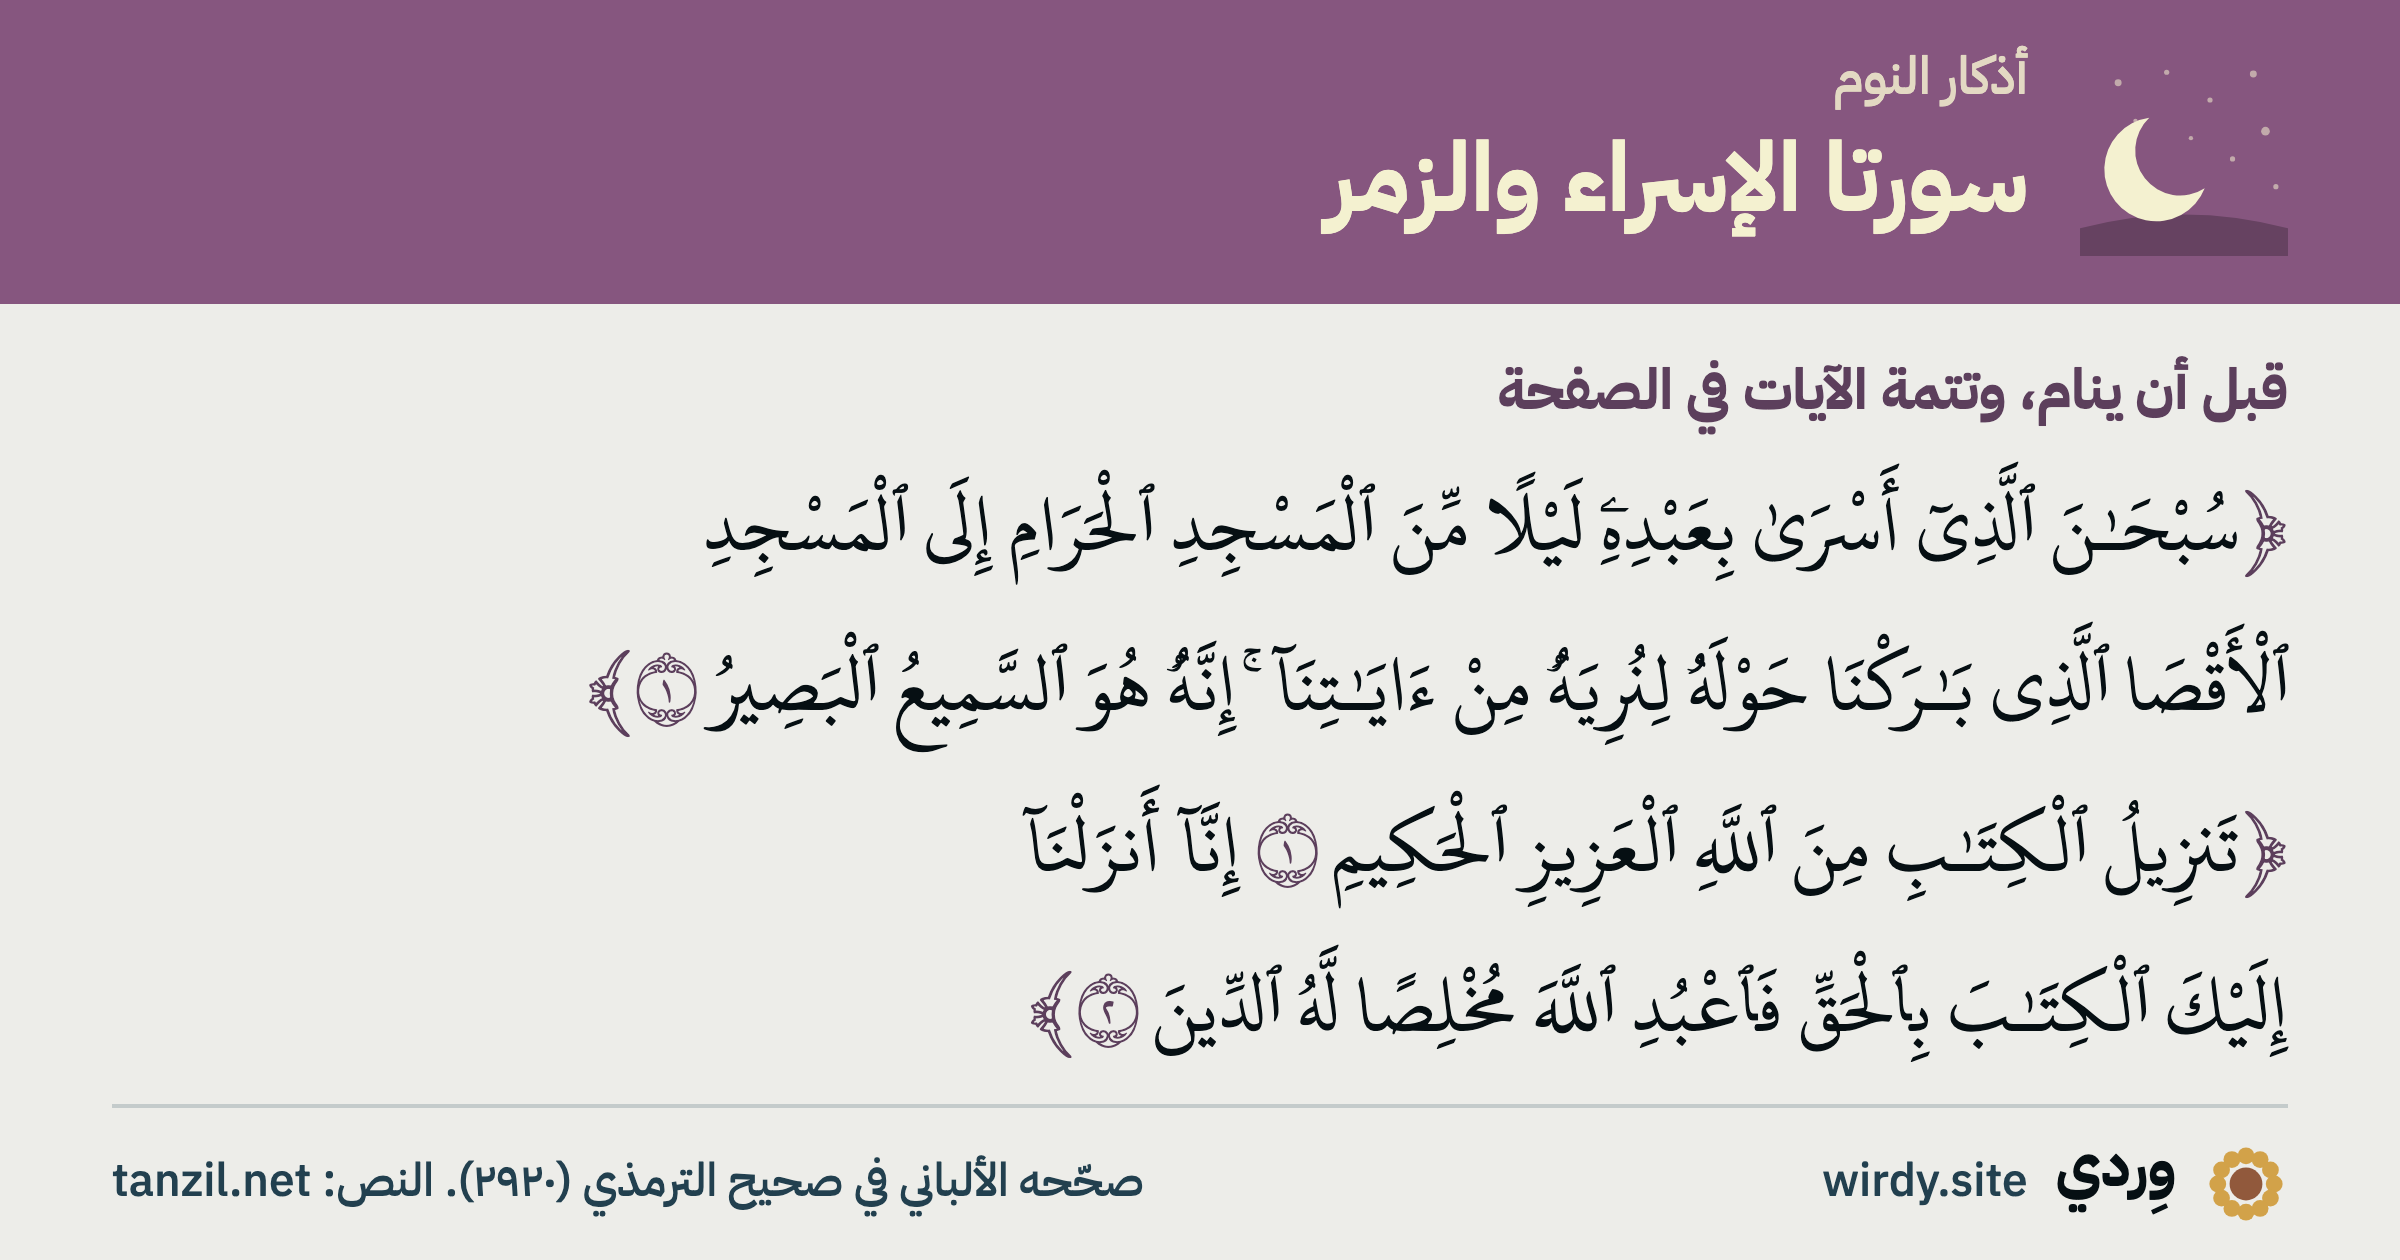 أذكار النوم
سورتا الإسراء والزمر
قبل أن ينام، وتتمة الآيات في الصفحة
﴿سُبْحَـٰنَ ٱلَّذِىٓ أَسْرَىٰ بِعَبْدِهِۦ لَيْلًا مِّنَ ٱلْمَسْجِدِ ٱلْحَرَامِ إِلَى ٱلْمَسْجِدِ
ٱلْأَقْصَا ٱلَّذِى بَـٰرَكْنَا حَوْلَهُۥ لِنُرِيَهُۥ مِنْ ءَايَـٰتِنَآ ۚ إِنَّهُۥ هُوَ ٱلسَّمِيعُ ٱلْبَصِيرُ ۝١﴾
﴿تَنزِيلُ ٱلْكِتَـٰبِ مِنَ ٱللَّهِ ٱلْعَزِيزِ ٱلْحَكِيمِ ۝١ إِنَّآ أَنزَلْنَآ
إِلَيْكَ ٱلْكِتَـٰبَ بِٱلْحَقِّ فَٱعْبُدِ ٱللَّهَ مُخْلِصًا لَّهُ ٱلدِّينَ ۝٢﴾
وِردي wirdy.site
صحّحه الألباني في صحيح الترمذي (٢٩٢٠). النص: tanzil.net